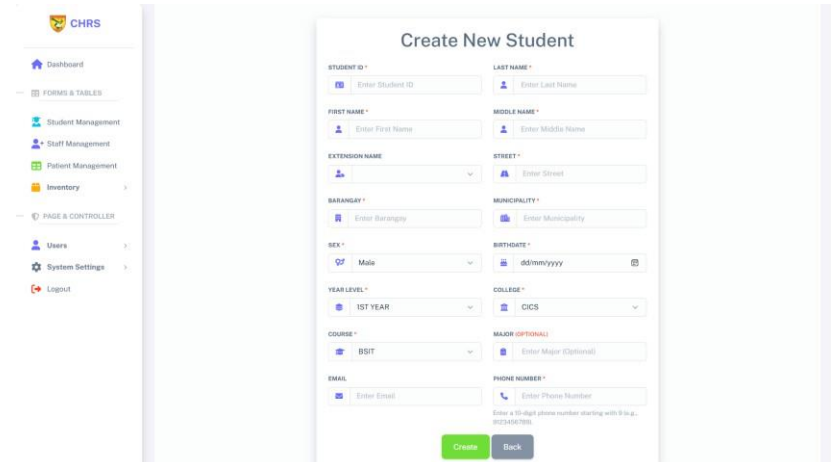 CHRS
Dashboard
FORMS & TABLES
Student Management
Staff Management
Patient Management
Inventory
PAGE & CONTROLLER
Users
System Settings
Logout
Create New Student
STUDENT ID *
Enter Student ID
LAST NAME *
Enter Last Name
FIRST NAME *
Enter First Name
MIDDLE NAME *
Enter Middle Name
EXTENSION NAME
STREET *
Enter Street
BARANGAY *
Enter Barangay
MUNICIPALITY *
Enter Municipality
SEX *
Male
BIRTHDATE *
dd/mm/yyyy
YEAR LEVEL *
1ST YEAR
COLLEGE *
CICS
COURSE *
BSIT
MAJOR (OPTIONAL)
Enter Major (Optional)
EMAIL
Enter Email
PHONE NUMBER *
Enter Phone Number
Enter a 10-digit phone number starting with 9 (e.g.,
9123456789).
Create
Back